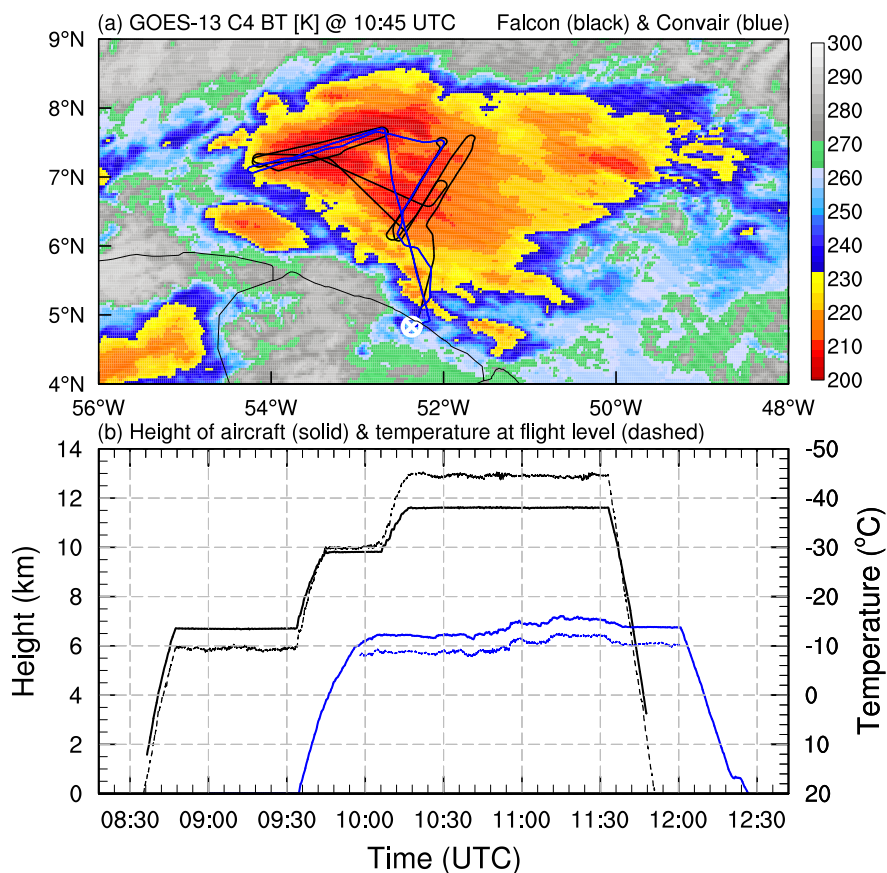 (a) GOES-13 C4 BT [K] @ 10:45 UTC Falcon (black) & Convair (blue)
9°N
8°N
7°N
6°N
5°N
4°N
56°W 54°W 52°W 50°W 48°W
300
290
280
270
260
250
240
230
220
210
200
(b) Height of aircraft (solid) & temperature at flight level (dashed)
Height (km)
14
12
10
8
6
4
2
0
-50
-40
-30
-20
-10
0
10
20
Temperature (°C)
08:30 09:00 09:30 10:00 10:30 11:00 11:30 12:00 12:30
Time (UTC)